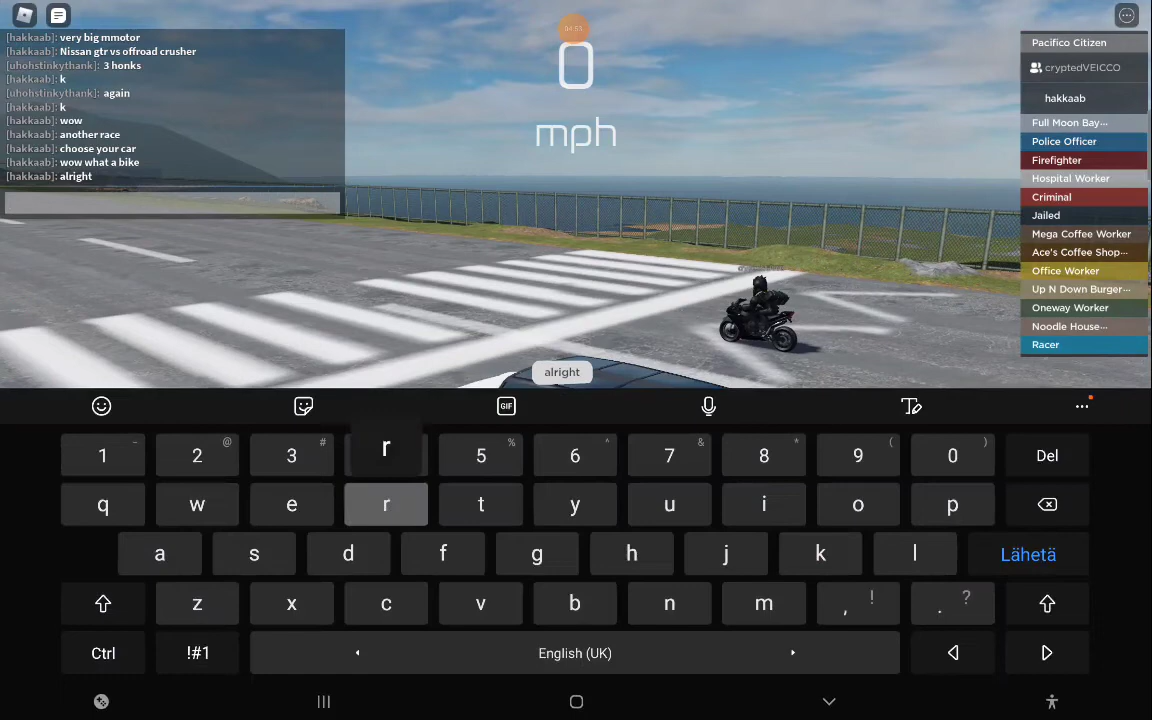 [hakkaab]: very big mmotor
[hakkaab]: Nissan gtr vs offroad crusher
[uhohstinkythank]: 3 honks
[hakkaab]: k
[uhohstinkythank]: again
[hakkaab]: k
[hakkaab]: wow
[hakkaab]: another race
[hakkaab]: choose your car
[hakkaab]: wow what a bike
[hakkaab]: alright
04:53
0
mph
Pacifico Citizen
cryptedVEICCO
hakkaab
Full Moon Bay...
Police Officer
Firefighter
Hospital Worker
Criminal
Jailed
Mega Coffee Worker
Ace's Coffee Shop...
Office Worker
Up N Down Burger...
Oneway Worker
Noodle House...
Racer
alright
GIF
1 2 @ 3 # r 5 % 6 ^ 7 & 8 * 9 ( 0 ) Del
q w e r t y u i o p
a s d f g h j k l Lähetä
z x c v b n m , ! . ?
Ctrl !#1 English (UK)